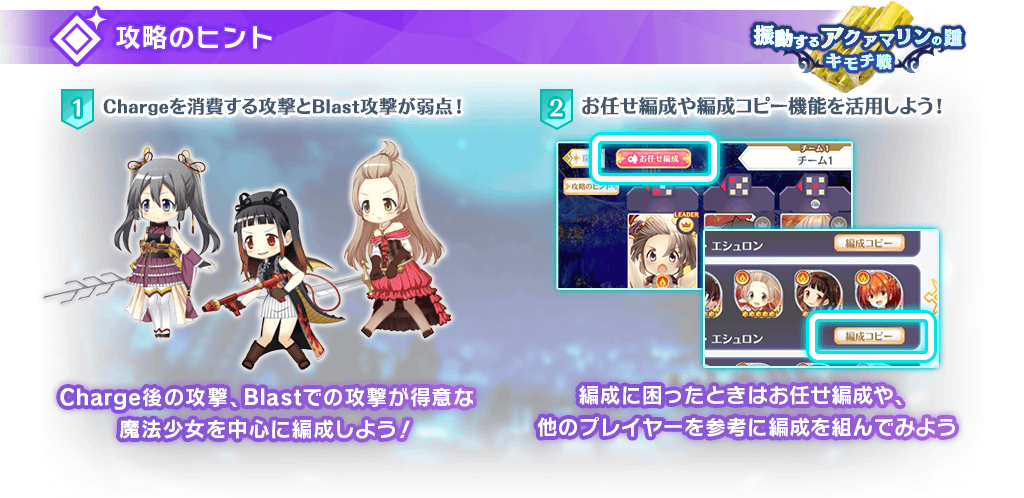 攻略のヒント
振動するアクアマリンの謎
キモチ戦
1 Chargeを消費する攻撃とBlast攻撃が弱点！
2 お任せ編成や編成コピー機能を活用しよう！
戻
お任せ編成
チーム1
チーム1
攻略のヒント
LEADER
エシュロン
編成コピー
エシュロン
編成コピー
Charge後の攻撃、Blastでの攻撃が得意な
魔法少女を中心に編成しよう！
編成に困ったときはお任せ編成や、
他のプレイヤーを参考に編成を組んでみよう